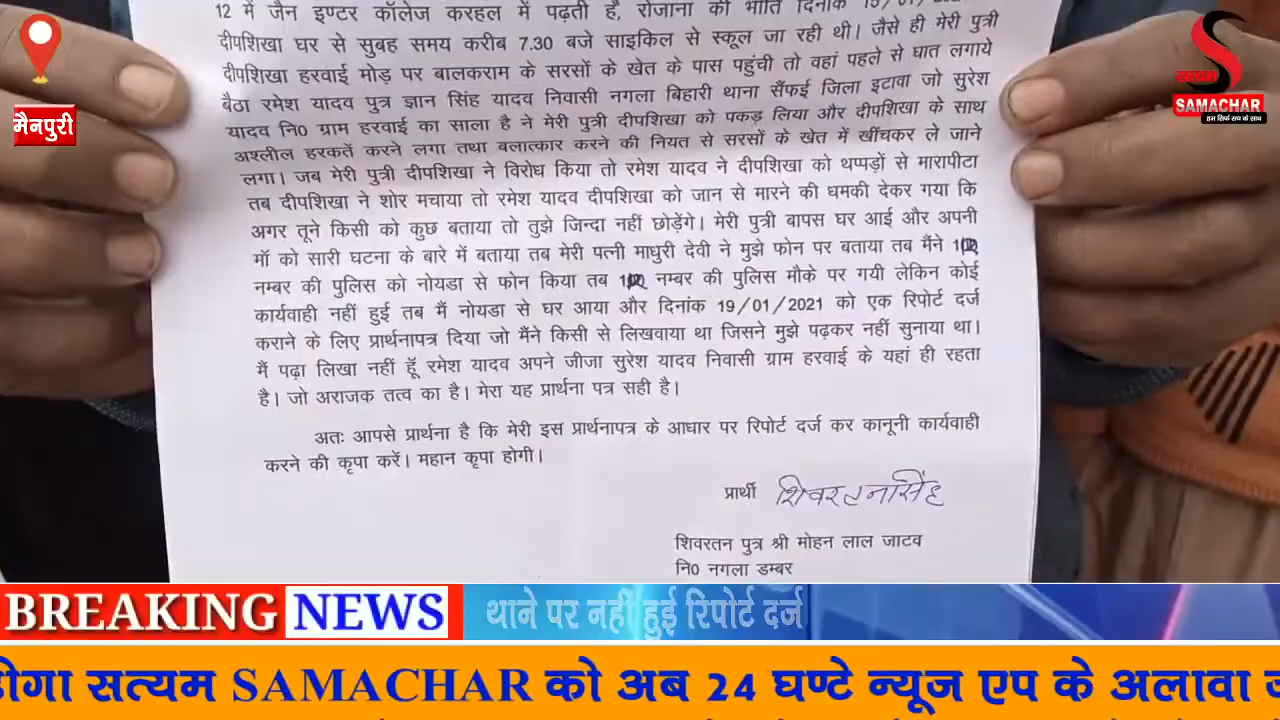 12 में जैन इण्टर कॉलेज करहल में पढ़ती है, रोजाना की भांति दिनांक
दीपशिखा घर से सुबह समय करीब 7.30 बजे साइकिल से स्कूल जा रही थी। जैसे ही मेरी पुत्री
दीपशिखा हरवाई मोड़ पर बालकराम के सरसों के खेत के पास पहुंची तो वहां पहले से घात लगाये
बैठा रमेश यादव पुत्र ज्ञान सिंह यादव निवासी नगला बिहारी थाना सैंफई जिला इटावा जो सुरेश
यादव नि0 ग्राम हरवाई का साला है ने मेरी पुत्री दीपशिखा को पकड़ लिया और दीपशिखा के साथ
अश्लील हरकतें करने लगा तथा बलात्कार करने की नियत से सरसों के खेत में खींचकर ले जाने
लगा। जब मेरी पुत्री दीपशिखा ने विरोध किया तो रमेश यादव ने दीपशिखा को थप्पड़ों से मारापीटा
तब दीपशिखा ने शोर मचाया तो रमेश यादव दीपशिखा को जान से मारने की धमकी देकर गया कि
अगर तूने किसी को कुछ बताया तो तुझे जिन्दा नहीं छोड़ेंगे। मेरी पुत्री बापस घर आई और अपनी
माँ को सारी घटना के बारे में बताया तब मेरी पत्नी माधुरी देवी ने मुझे फोन पर बताया तब मैंने
नम्बर की पुलिस को नोयडा से फोन किया तब नम्बर की पुलिस मौके पर गयी लेकिन कोई
कार्यवाही नहीं हुई तब मैं नोयडा से घर आया और दिनांक 19/01/2021 को एक रिपोर्ट दर्ज
कराने के लिए प्रार्थनापत्र दिया जो मैंने किसी से लिखवाया था जिसने मुझे पढ़कर नहीं सुनाया था।
मैं पढ़ा लिखा नहीं हूँ रमेश यादव अपने जीजा सुरेश यादव निवासी ग्राम हरवाई के यहां ही रहता
है। जो अराजक तत्व का है। मेरा यह प्रार्थना पत्र सही है।
अतः आपसे प्रार्थना है कि मेरी इस प्रार्थनापत्र के आधार पर रिपोर्ट दर्ज कर कानूनी कार्यवाही
करने की कृपा करें। महान कृपा होगी।
प्रार्थी शिवरतनसिंह
शिवरतन पुत्र श्री मोहन लाल जाटव
नि0 नगला डम्बर
मैनपुरी
सत्यम
SAMACHAR
हम सिर्फ सच के साथ
BREAKING NEWS
थाने पर नहीं हुई रिपोर्ट दर्ज
होगा सत्यम SAMACHAR को अब 24 घण्टे न्यूज एप के अलावा